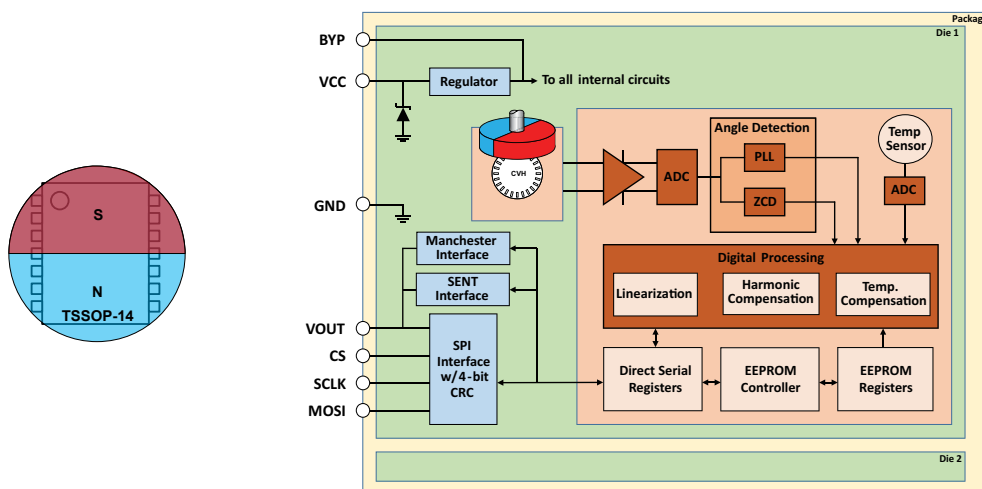 S
N
TSSOP-14
Packag
Die 1
BYP
VCC
Regulator
To all internal circuits
GND
CVH
ADC
Angle Detection
PLL
ZCD
Temp
Sensor
ADC
Manchester
Interface
SENT
Interface
VOUT
CS
SCLK
MOSI
SPI
Interface
w/4-bit
CRC
Digital Processing
Linearization
Harmonic
Compensation
Temp.
Compensation
Direct Serial
Registers
EEPROM
Controller
EEPROM
Registers
Die 2